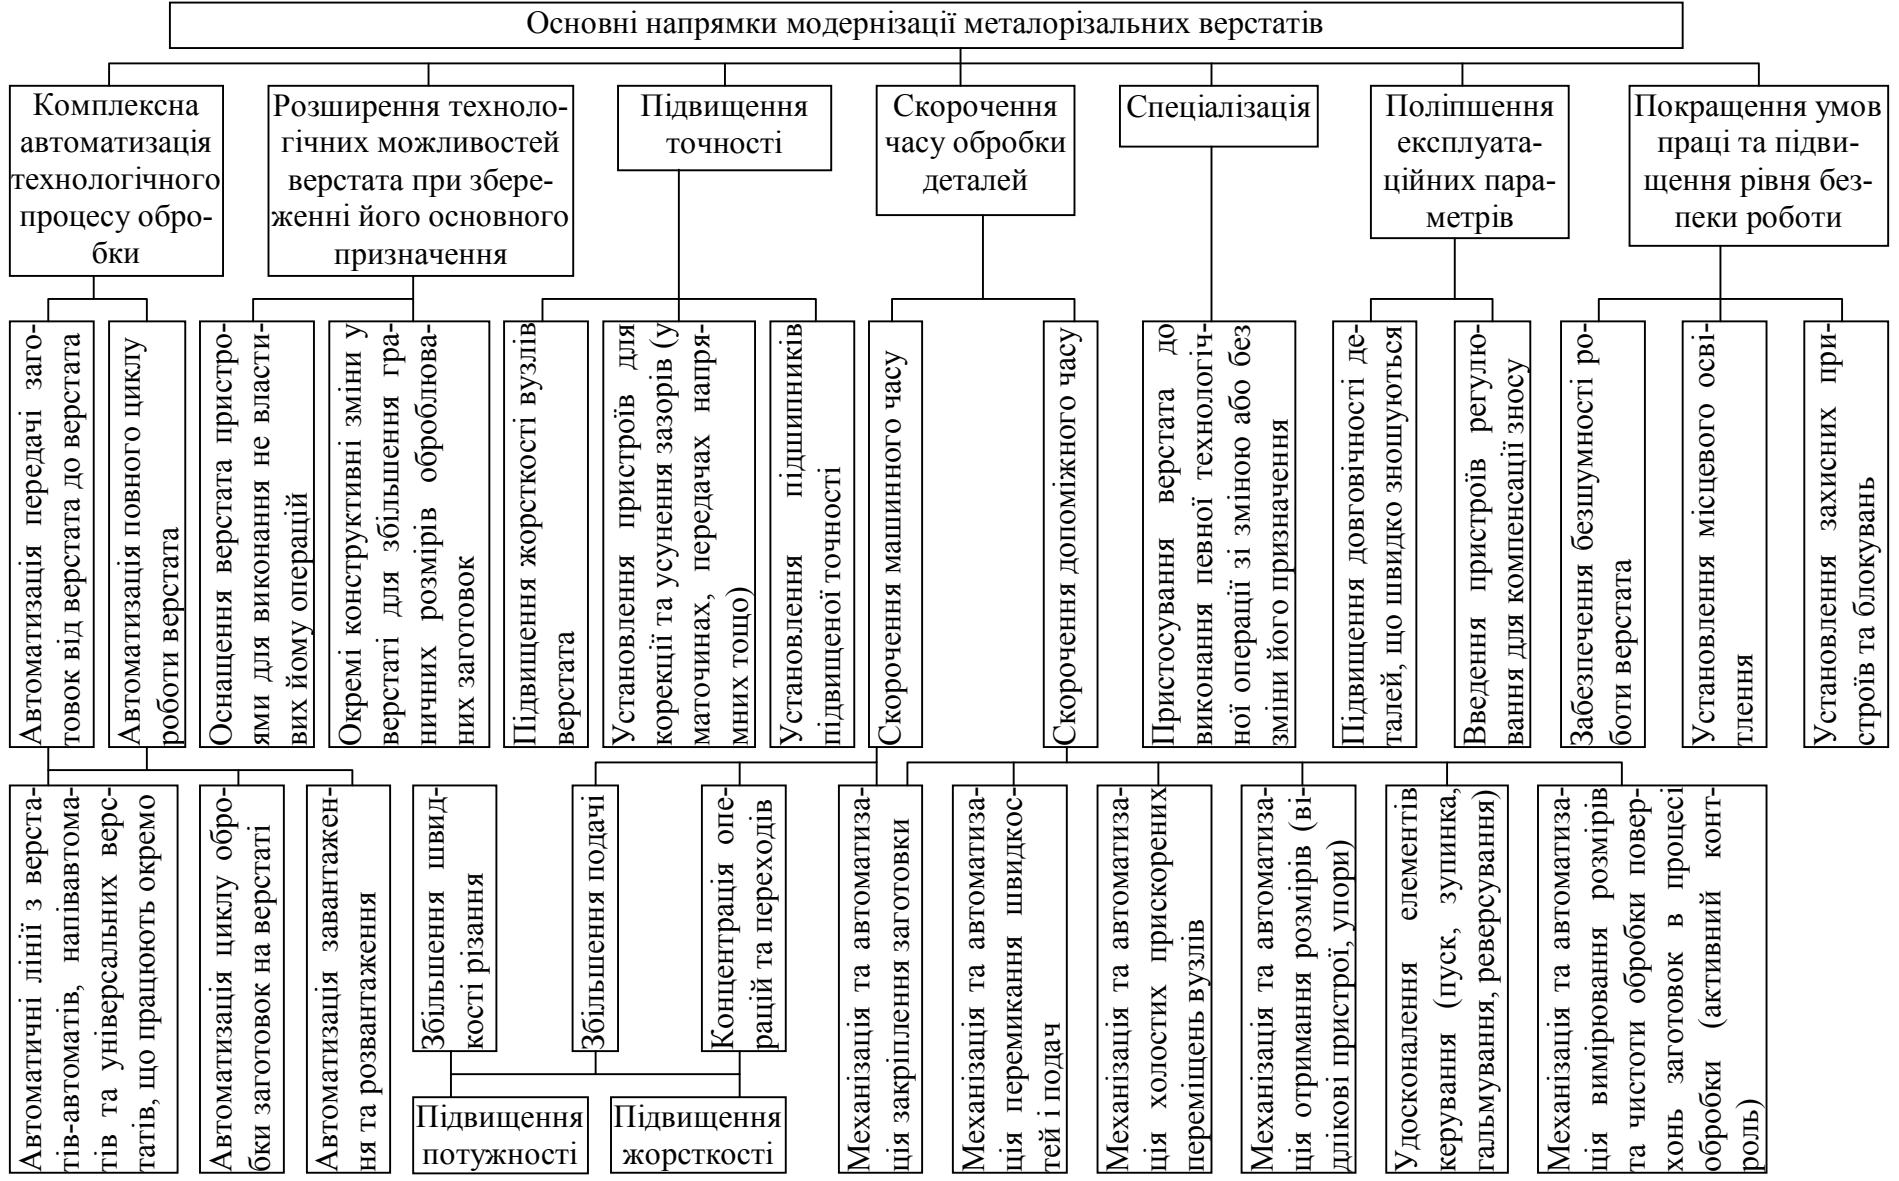 Основні напрямки модернізації металорізальних верстатів
Комплексна
автоматизація
технологічного
процесу обро-
бки
Розширення техноло-
гічних можливостей
верстата при збере-
женні його основного
призначення
Підвищення
точності
Скорочення
часу обробки
деталей
Спеціалізація
Поліпшення
експлуата-
ційних пара-
метрів
Покращення умов
праці та підви-
щення рівня без-
пеки роботи
Автоматизація передачі заго-
товок від верстата до верстата
Автоматизація повного циклу
роботи верстата
Оснащення верстата пристро-
ями для виконання не власти-
вих йому операцій
Окремі конструктивні зміни у
верстаті для збільшення гра-
ничних розмірів оброблюва-
них заготовок
Підвищення жорсткості вузлів
верстата
Установлення пристроїв для
корекції та усунення зазорів (у
маточинах, передачах напря-
мних тощо)
Установлення підшипників
підвищеної точності
Скорочення машинного часу
Скорочення допоміжного часу
Пристосування верстата до
виконання певної технологіч-
ної операції зі зміною або без
зміни його призначення
Підвищення довговічності де-
талей, що швидко зношуються
Введення пристроїв регулю-
вання для компенсації зносу
Забезпечення безшумності ро-
боти верстата
Установлення місцевого осві-
тлення
Установлення захисних при-
строїв та блокувань
Автоматичні лінії з верста-
тів-автоматів, напівавтома-
тів та універсальних верс-
татів, що працюють окремо
Автоматизація циклу обро-
бки заготовок на верстаті
Автоматизація завантажен-
ня та розвантаження
Збільшення швид-
кості різання
Збільшення подачі
Концентрація опе-
рацій та переходів
Підвищення
потужності
Підвищення
жорсткості
Механізація та автоматиза-
ція закріплення заготовки
Механізація та автоматиза-
ція перемикання швидкос-
тей і подач
Механізація та автоматиза-
ція холостих прискорених
переміщень вузлів
Механізація та автоматиза-
ція отримання розмірів (ві-
длікові пристрої, упори)
Удосконалення елементів
керування (пуск, зупинка,
гальмування, реверсування)
Механізація та автоматиза-
ція вимірювання розмірів
та чистоти обробки повер-
хонь заготовок в процесі
обробки (активний конт-
роль)